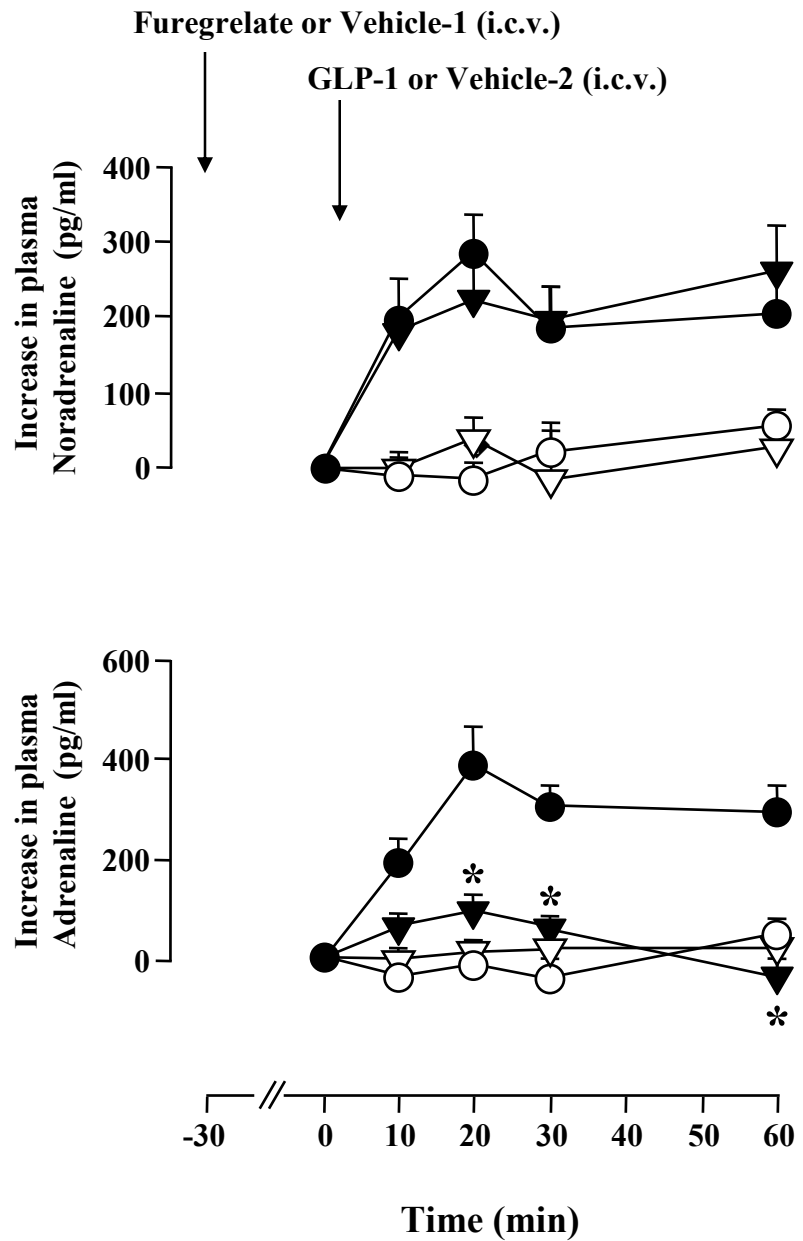 Furegrelate or Vehicle-1 (i.c.v.)
GLP-1 or Vehicle-2 (i.c.v.)
Increase in plasma
Noradrenaline (pg/ml)
400
300
200
100
0
Increase in plasma
Adrenaline (pg/ml)
600
400
200
0
*
*
*
-30 0 10 20 30 40 50 60
Time (min)